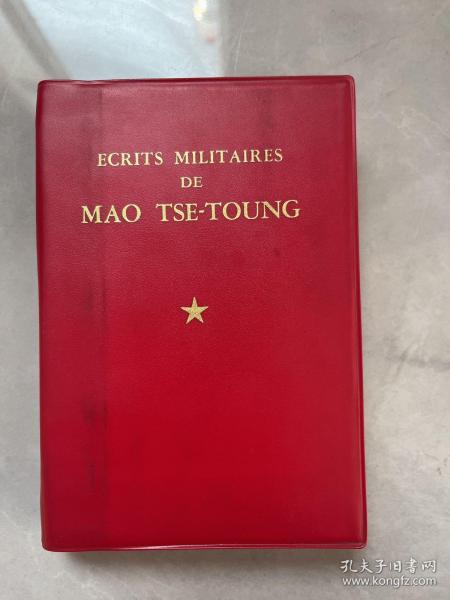 ECRITS MILITAIRES
DE
MAO TSE-TOUNG
孔夫子旧书网
www.kongfz.com